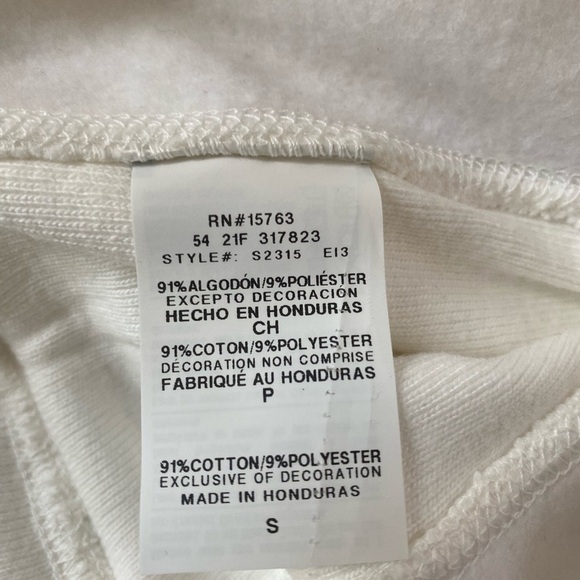 RN#15763
54 21F 317823
STYLE#: S2315 EI3
91%ALGODÓN/9%POLIÉSTER
EXCEPTO DECORACIÓN
HECHO EN HONDURAS
CH
91%COTON/9%POLYESTER
DÉCORATION NON COMPRISE
FABRIQUÉ AU HONDURAS
P
91%COTTON/9%POLYESTER
EXCLUSIVE OF DECORATION
MADE IN HONDURAS
S